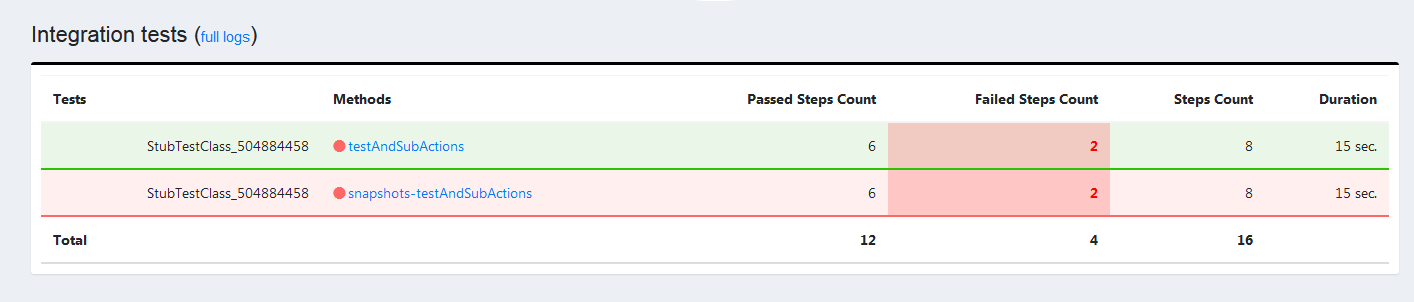 Integration tests (full logs)
Tests Methods Passed Steps Count Failed Steps Count Steps Count Duration
StubTestClass_504884458 testAndSubActions 6 2 8 15 sec.
StubTestClass_504884458 snapshots-testAndSubActions 6 2 8 15 sec.
Total 12 4 16